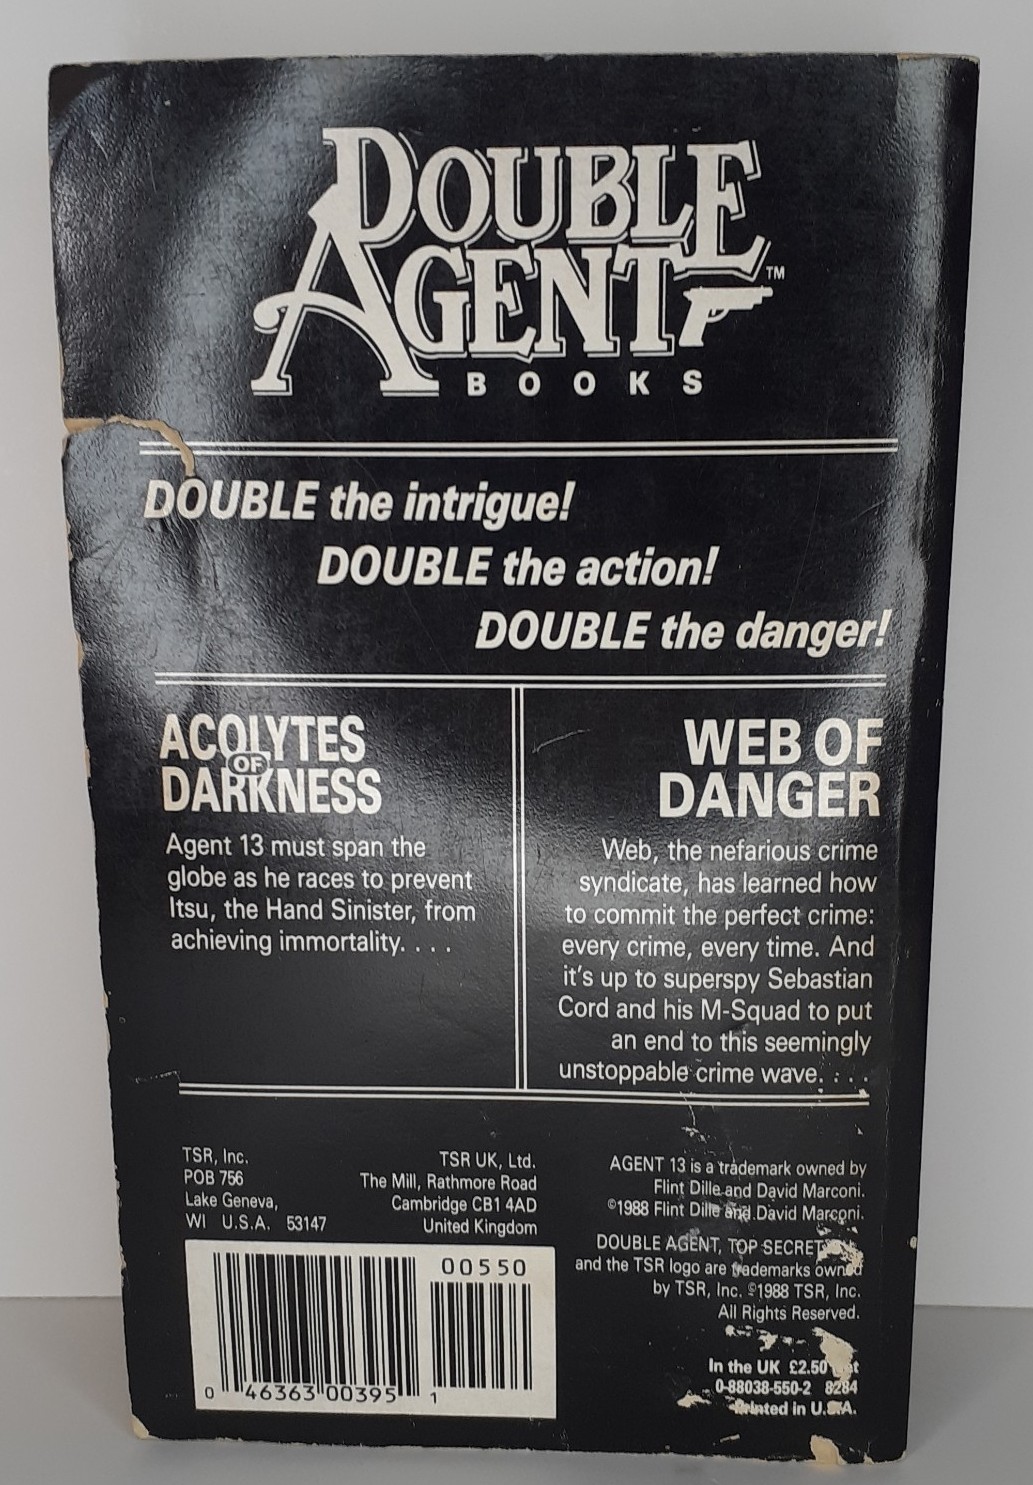 DOUBLE
AGENT™
BOOKS
DOUBLE the intrigue!
DOUBLE the action!
DOUBLE the danger!
ACOLYTES
OF
DARKNESS
Agent 13 must span the
globe as he races to prevent
Itsu, the Hand Sinister, from
achieving immortality. . . .
WEB OF
DANGER
Web, the nefarious crime
syndicate, has learned how
to commit the perfect crime:
every crime, every time. And
it's up to superspy Sebastian
Cord and his M-Squad to put
an end to this seemingly
unstoppable crime wave. . . .
TSR, Inc.
POB 756
Lake Geneva,
WI U.S.A. 53147
TSR UK, Ltd.
The Mill, Rathmore Road
Cambridge CB1 4AD
United Kingdom
AGENT 13 is a trademark owned by
Flint Dille and David Marconi.
©1988 Flint Dille and David Marconi.
DOUBLE AGENT, TOP SECRET
and the TSR logo are trademarks owned
by TSR, Inc. ©1988 TSR, Inc.
All Rights Reserved.
00550
0 46363 00395 1
In the UK £2.50
0-88038-550-2 8284
Printed in U.S.A.